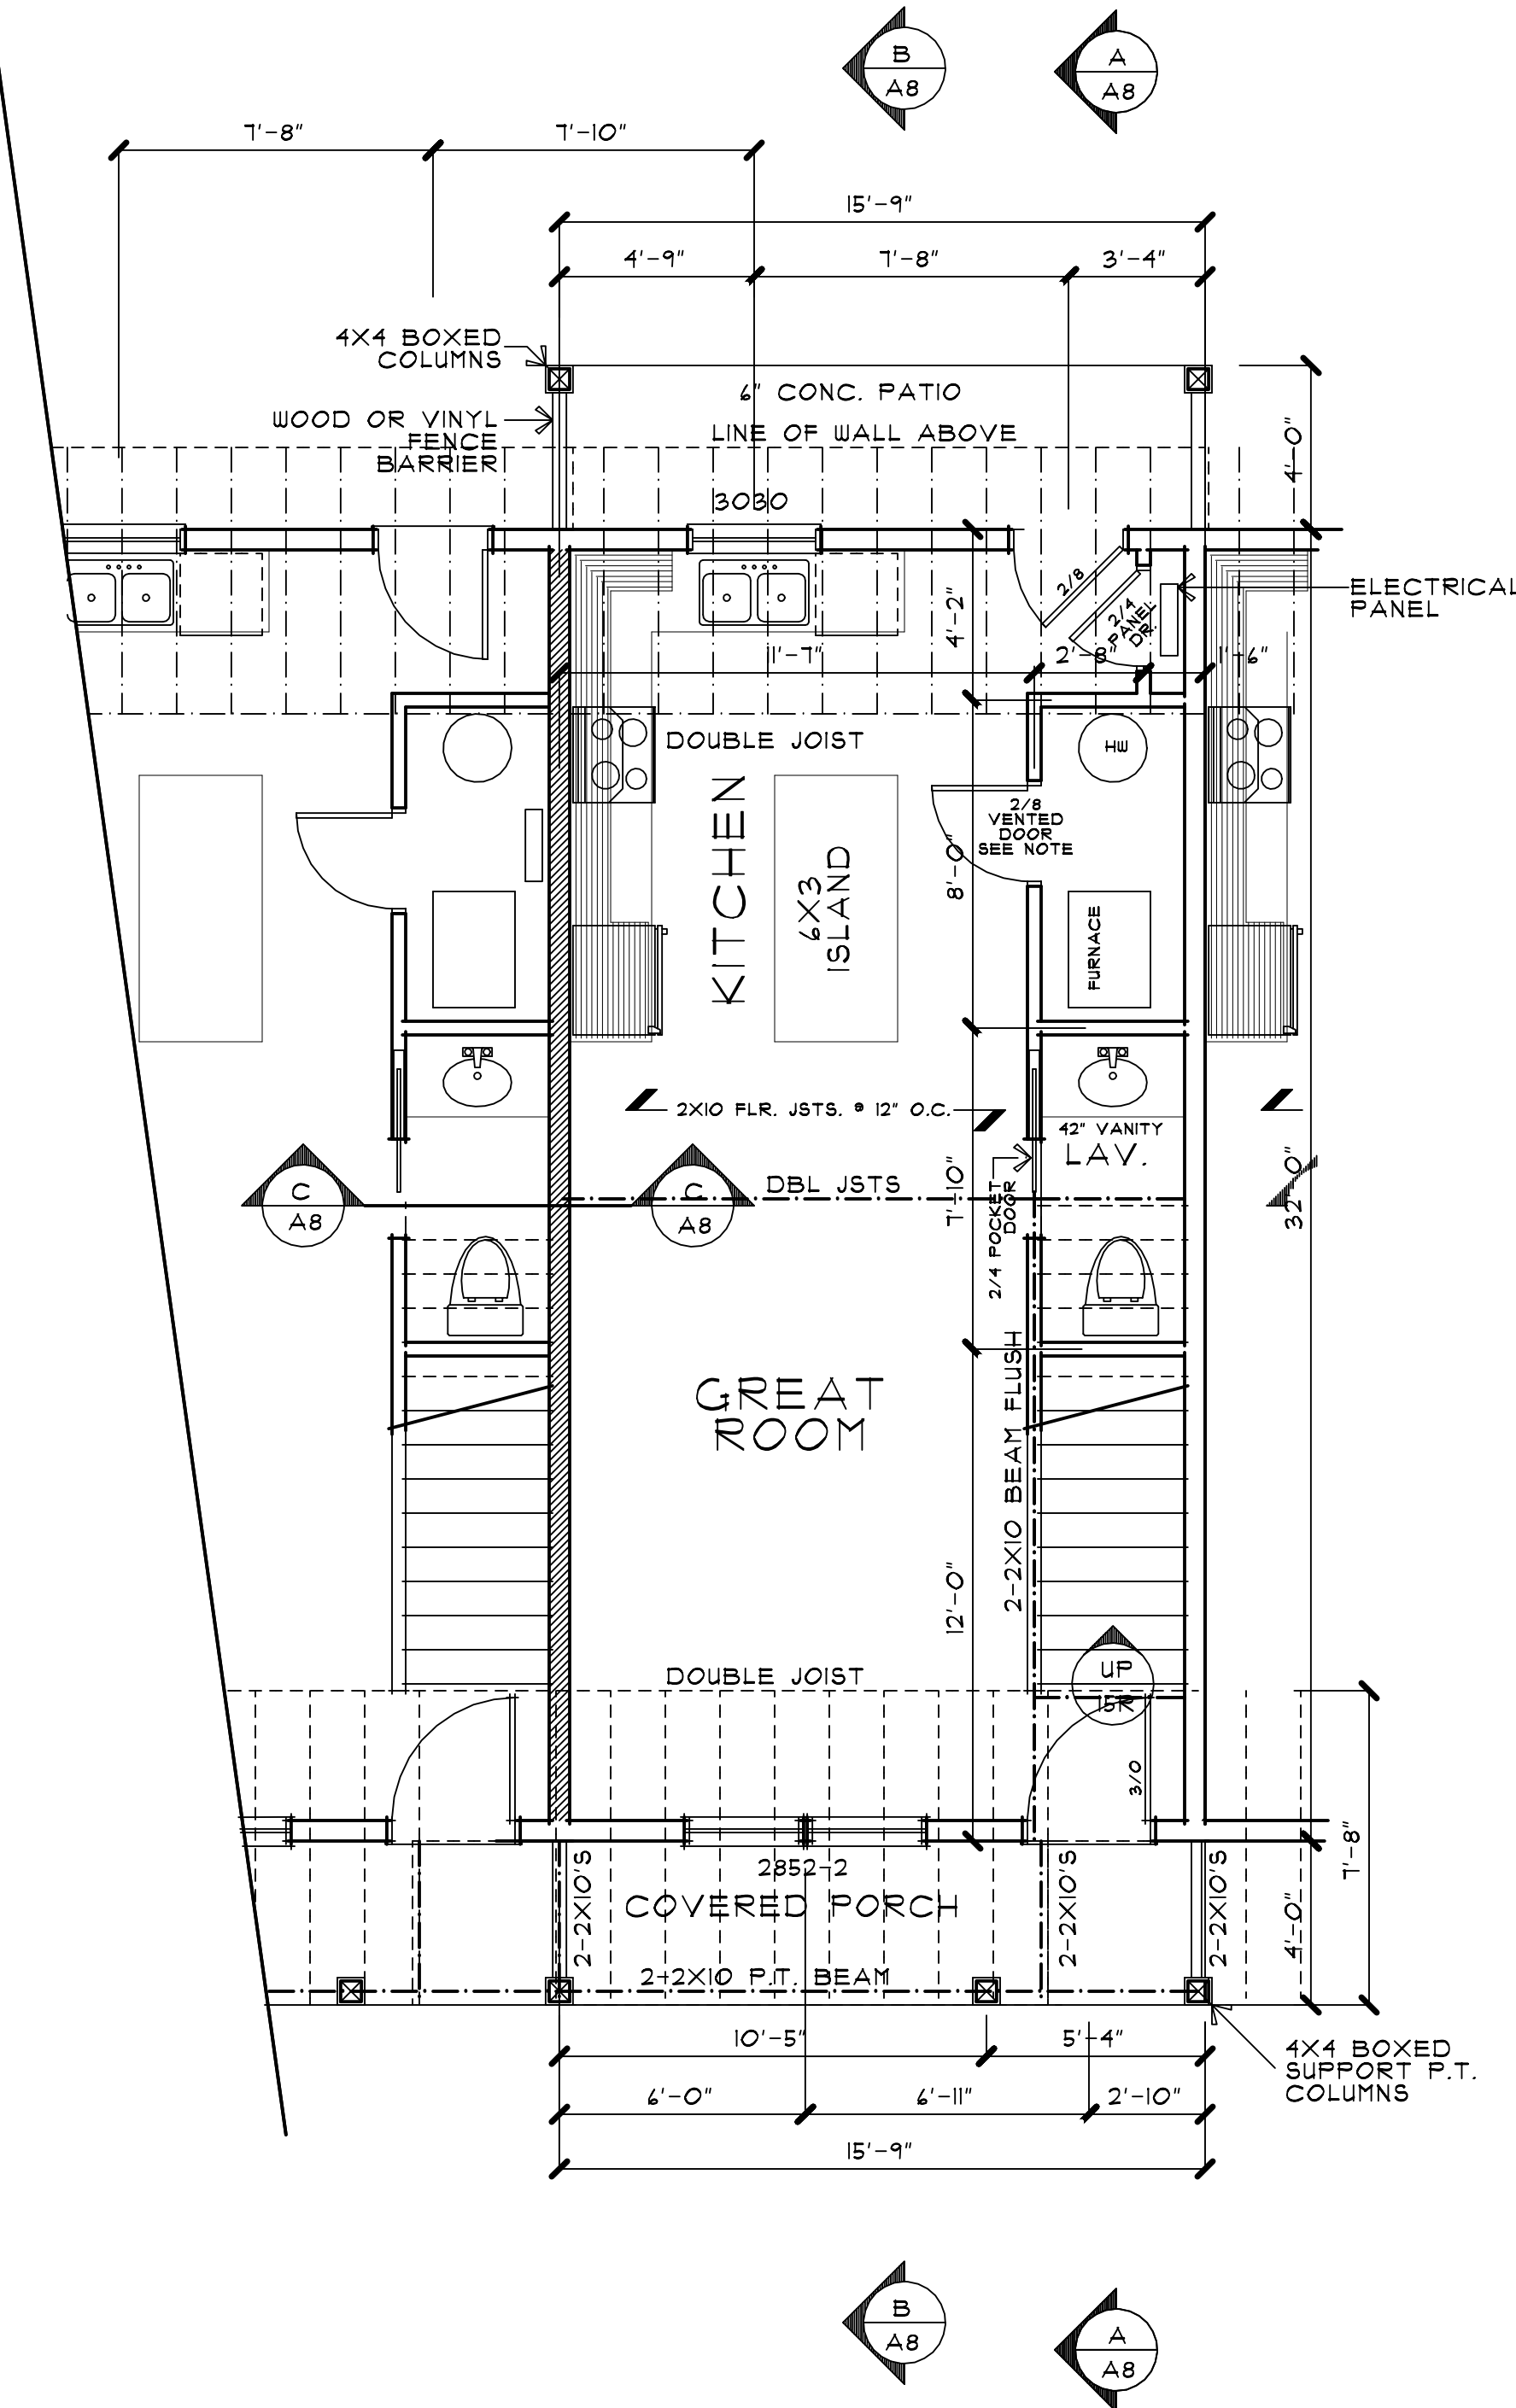 B
A8
A
A8
7'-8"
7'-10"
15'-9"
4'-9"
7'-8"
3'-4"
4X4 BOXED
COLUMNS
6" CONC. PATIO
WOOD OR VINYL
FENCE
BARRIER
LINE OF WALL ABOVE
4'-0"
3030
2/8
2/4
PANEL
DR.
ELECTRICAL
PANEL
4'-2"
11'-7"
2'-8"
1'-6"
DOUBLE JOIST
HW
KITCHEN
6X3
ISLAND
2/8
VENTED
DOOR
SEE NOTE
8'-0"
FURNACE
2X10 FLR. JSTS. @ 12" O.C.
42" VANITY
LAV.
C
A8
C
A8
DBL JSTS
7'-10"
2/4 POCKET
DOOR
32'-0"
GREAT
ROOM
2-2X10 BEAM FLUSH
12'-0"
DOUBLE JOIST
UP
15R
3/0
2852-2
COVERED PORCH
2-2X10'S
2-2X10'S
2-2X10'S
4'-0"
7'-8"
2-2X10 P.T. BEAM
10'-5"
5'-4"
4X4 BOXED
SUPPORT P.T.
COLUMNS
6'-0"
6'-11"
2'-10"
15'-9"
B
A8
A
A8